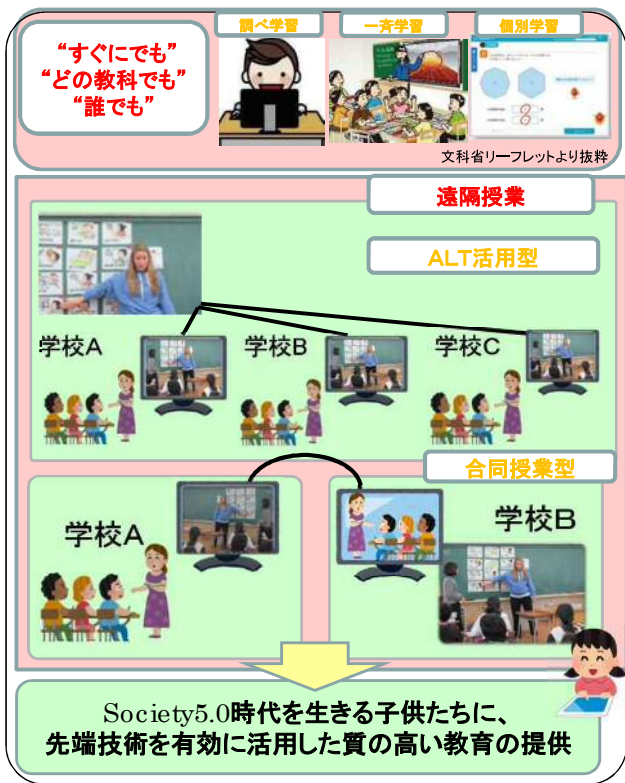 “すぐにでも”
“どの教科でも”
“誰でも”
調べ学習
一斉学習
個別学習
文科省リーフレットより抜粋
遠隔授業
ALT活用型
学校A
学校B
学校C
合同授業型
学校A
学校B
Society5.0時代を生きる子供たちに、
先端技術を有効に活用した質の高い教育の提供